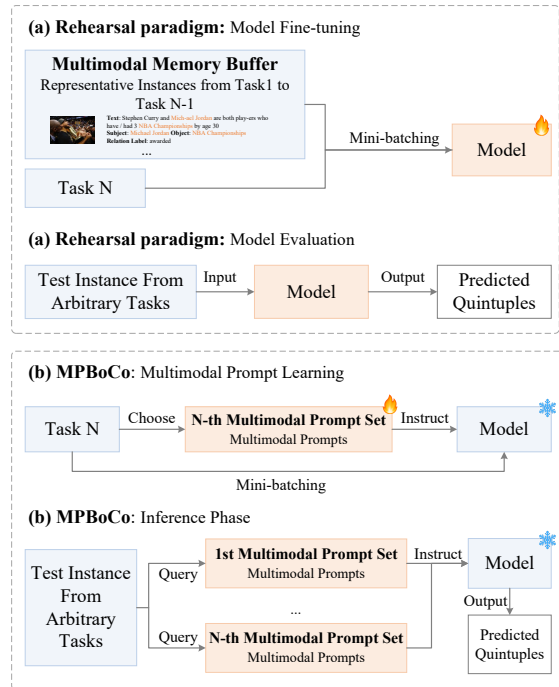 (a) Rehearsal paradigm: Model Fine-tuning
Multimodal Memory Buffer
Representative Instances from Task1 to
Task N-1
Text: Stephen Curry and Mich-ael Jordan are both play-ers who
have / had 3 NBA Championships by age 30
Subject: Michael Jordan Object: NBA Championships
Relation Label: awarded
...
Task N
Mini-batching
Model
(a) Rehearsal paradigm: Model Evaluation
Test Instance From
Arbitrary Tasks
Input
Model
Output
Predicted
Quintuples
(b) MPBoCo: Multimodal Prompt Learning
Task N
Choose
N-th Multimodal Prompt Set
Multimodal Prompts
Instruct
Model
Mini-batching
(b) MPBoCo: Inference Phase
Test Instance
From
Arbitrary
Tasks
Query
1st Multimodal Prompt Set
Multimodal Prompts
...
Query
N-th Multimodal Prompt Set
Multimodal Prompts
Instruct
Model
Output
Predicted
Quintuples